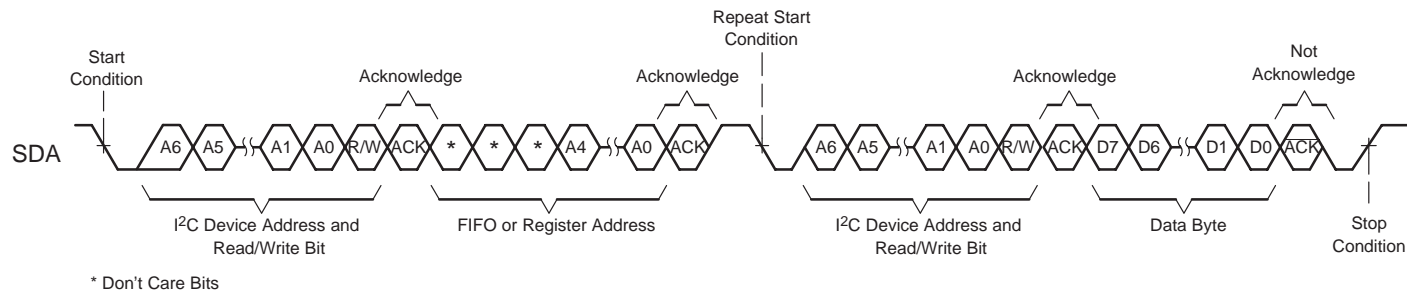 Repeat Start
Condition
Start
Condition
Not
Acknowledge
Acknowledge
Acknowledge
Acknowledge
SDA
A6 A5 A1 A0 R/W ACK * * * A4 A0 ACK A6 A5 A1 A0 R/W ACK D7 D6 D1 D0 ACK
I2C Device Address and
Read/Write Bit
FIFO or Register Address
I2C Device Address and
Read/Write Bit
Data Byte
Stop
Condition
* Don't Care Bits